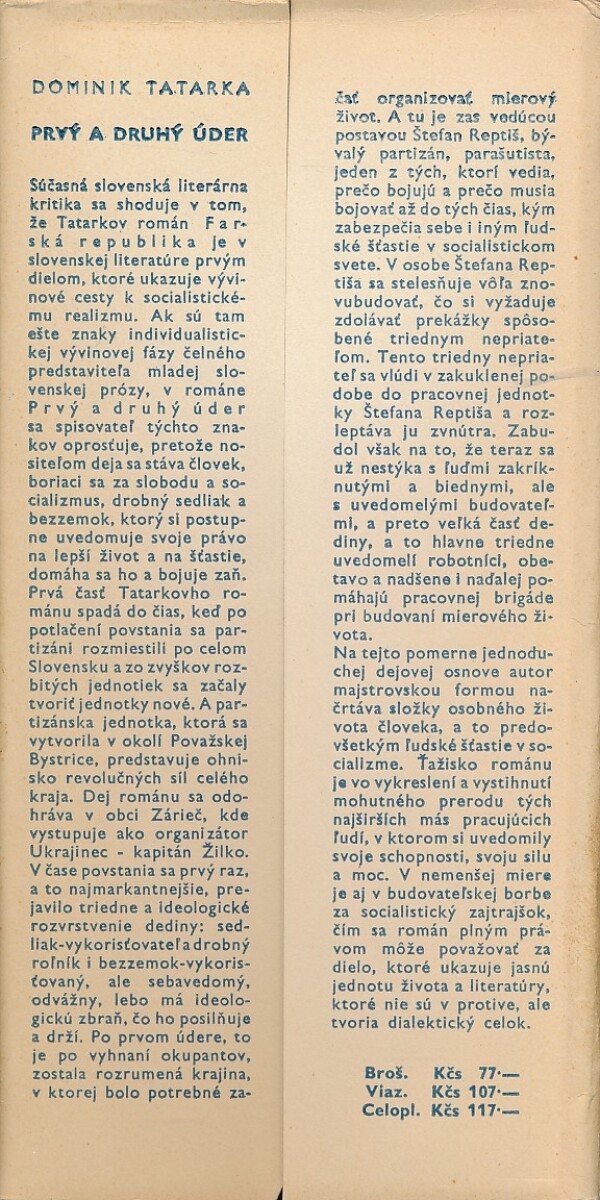 DOMINIK TATARKA
PRVÝ A DRUHÝ ÚDER
Súčasná slovenská literárna
kritika sa shoduje v tom,
že Tatarkov román Far-
ská republika je v
slovenskej literatúre prvým
dielom, ktoré ukazuje vývi-
nové cesty k socialistické-
mu realizmu. Ak sú tam
ešte znaky individualistic-
kej vývinovej fázy čelného
predstaviteľa mladej slo-
venskej prózy, v románe
Prvý a druhý úder
sa spisovateľ týchto zna-
kov oprosťuje, pretože no-
siteľom deja sa stáva človek,
boriaci sa za slobodu a so-
cializmus, drobný sedliak a
bezzemok, ktorý si postup-
ne uvedomuje svoje právo
na lepší život a na šťastie,
domáha sa ho a bojuje zaň.
Prvá časť Tatarkovho ro-
mánu spadá do čias, keď po
potlačení povstania sa par-
tizáni rozmiestili po celom
Slovensku a zo zvyškov roz-
bitých jednotiek sa začaly
tvoriť jednotky nové. A par-
tizánska jednotka, ktorá sa
vytvorila v okolí Považskej
Bystrice, predstavuje ohni-
sko revolučných síl celého
kraja. Dej románu sa odo-
hráva v obci Zárieč, kde
vystupuje ako organizátor
Ukrajinec - kapitán Žilko.
V čase povstania sa prvý raz,
a to najmarkantnejšie, pre-
javilo triedne a ideologické
rozvrstvenie dediny: sed-
liak-vykorisťovateľ a drobný
roľník i bezzemok-vykoris-
ťovaný, ale sebavedomý,
odvážny, lebo má ideolo-
gickú zbraň, čo ho posilňuje
a drží. Po prvom údere, to
je po vyhnaní okupantov,
zostala rozrumená krajina,
v ktorej bolo potrebné za-
čať organizovať mierový
život. A tu je zas vedúcou
postavou Štefan Reptiš, bý-
valý partizán, parašutista,
jeden z tých, ktorí vedia,
prečo bojujú a prečo musia
bojovať až do tých čias, kým
zabezpečia sebe i iným ľud-
ské šťastie v socialistickom
svete. V osobe Štefana Rep-
tiša sa stelesňuje vôľa zno-
vubudovať, čo si vyžaduje
zdolávať prekážky spôso-
bené triednym nepriate-
ľom. Tento triedny nepria-
teľ sa vlúdi v zakuklenej po-
dobe do pracovnej jednot-
ky Štefana Reptiša a roz-
leptáva ju zvnútra. Zabu-
dol však na to, že teraz sa
už nestýka s ľuďmi zakrík-
nutými a biednymi, ale
s uvedomelými budovateľ-
mi, a preto veľká časť de-
diny, a to hlavne triedne
uvedomelí robotníci, obe-
tavo a nadšene i naďalej po-
máhajú pracovnej brigáde
pri budovaní mierového ži-
vota.
Na tejto pomerne jednodu-
chej dejovej osnove autor
majstrovskou formou na-
črtáva složky osobného ži-
vota človeka, a to predo-
všetkým ľudské šťastie v so-
cializme. Ťažisko románu
je vo vykreslení a vystihnutí
mohutného prerodu tých
najširších más pracujúcich
ľudí, v ktorom si uvedomily
svoje schopnosti, svoju silu
a moc. V nemenšej miere
je aj v budovateľskej borbe
za socialistický zajtrajšok,
čím sa román plným prá-
vom môže považovať za
dielo, ktoré ukazuje jasnú
jednotu života a literatúry,
ktoré nie sú v protive, ale
tvoria dialektický celok.
Broš. Kčs 77·—
Viaz. Kčs 107·—
Celopl. Kčs 117·—